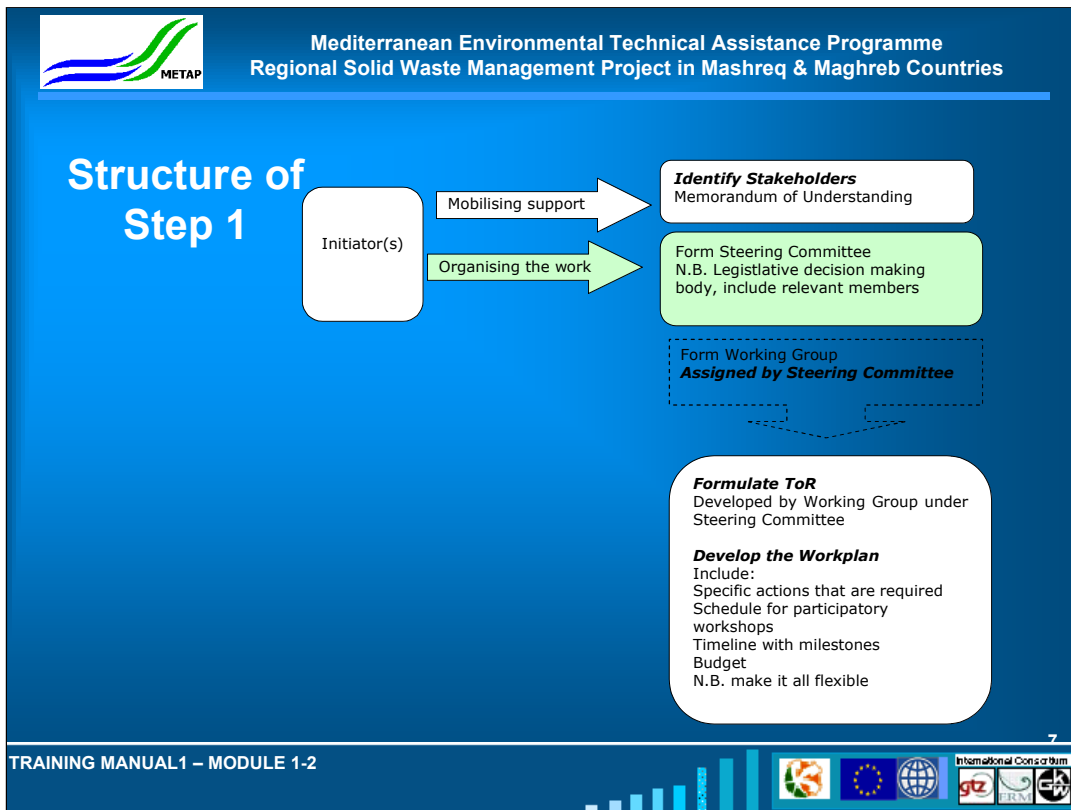 METAP
Mediterranean Environmental Technical Assistance Programme
Regional Solid Waste Management Project in Mashreq & Maghreb Countries
Structure of
Step 1
Initiator(s)
Mobilising support
Organising the work
Identify Stakeholders
Memorandum of Understanding
Form Steering Committee
N.B. Legistlative decision making
body, include relevant members
Form Working Group
Assigned by Steering Committee
Formulate ToR
Developed by Working Group under
Steering Committee
Develop the Workplan
Include:
Specific actions that are required
Schedule for participatory
workshops
Timeline with milestones
Budget
N.B. make it all flexible
7
TRAINING MANUAL1 – MODULE 1-2
International Consortium
gtz
ERM
GKW